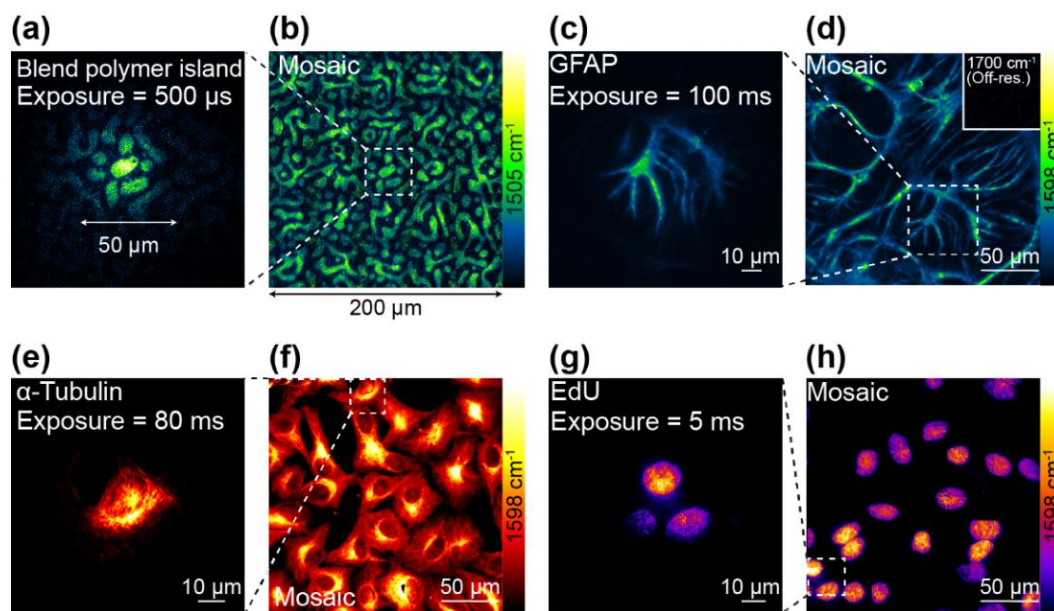 (a)
Blend polymer island
Exposure = 500 µs
50 µm
(b)
Mosaic
200 µm
1505 cm⁻¹
(c)
GFAP
Exposure = 100 ms
10 µm
(d)
Mosaic
1700 cm⁻¹
(Off-res.)
50 µm
1598 cm⁻¹
(e)
α-Tubulin
Exposure = 80 ms
10 µm
(f)
Mosaic
50 µm
1598 cm⁻¹
(g)
EdU
Exposure = 5 ms
10 µm
(h)
Mosaic
50 µm
1598 cm⁻¹